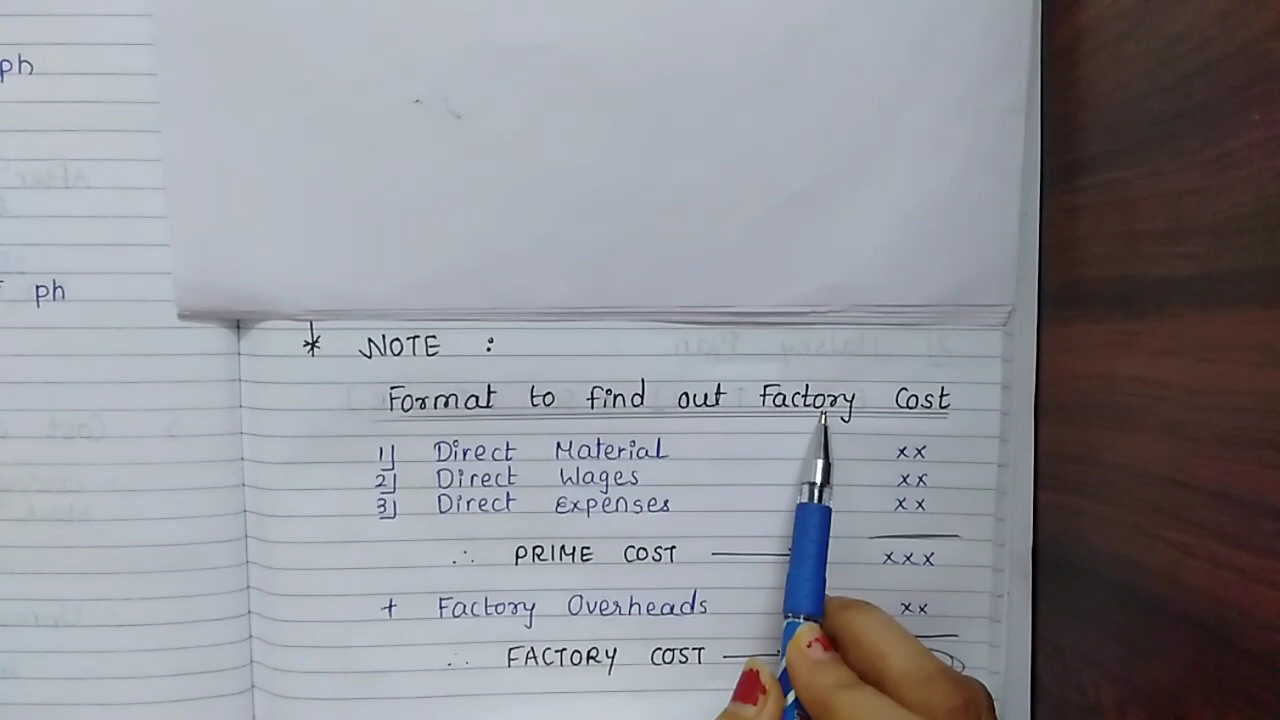 ph
ph
* NOTE :
Format to find out Factory Cost
1] Direct Material xx
2] Direct Wages xx
3] Direct Expenses xx
∴ PRIME COST xxx
+ Factory Overheads xx
∴ FACTORY COST